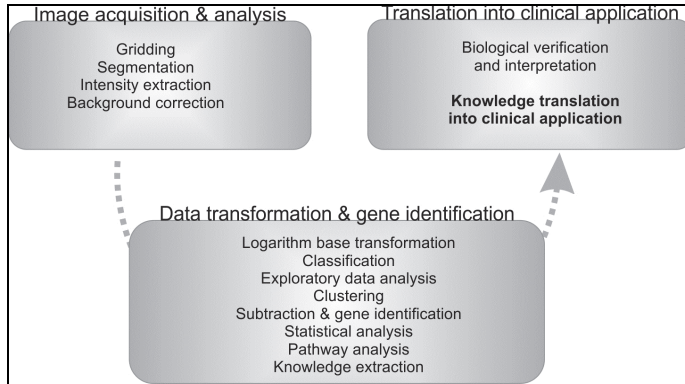 Image acquisition & analysis
Gridding
Segmentation
Intensity extraction
Background correction
Translation into clinical application
Biological verification
and interpretation
Knowledge translation
into clinical application
Data transformation & gene identification
Logarithm base transformation
Classification
Exploratory data analysis
Clustering
Subtraction & gene identification
Statistical analysis
Pathway analysis
Knowledge extraction